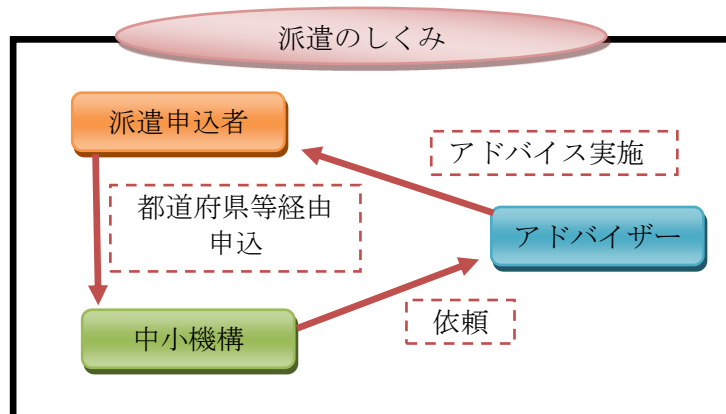 派遣のしくみ
派遣申込者
アドバイス実施
都道府県等経由
申込
アドバイザー
中小機構
依頼